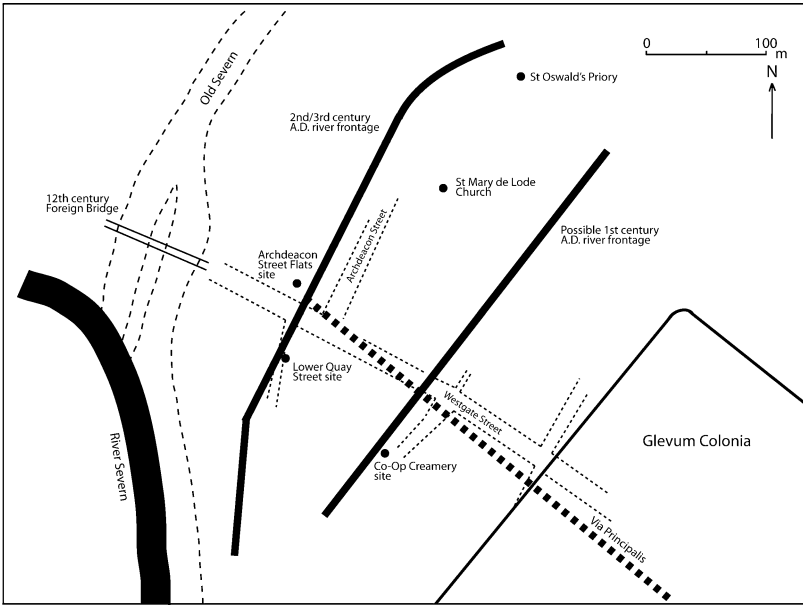 Old Severn
0 100
m
N
St Oswald's Priory
2nd/3rd century
A.D. river frontage
St Mary de Lode
Church
12th century
Foreign Bridge
Archdeacon Street
Possible 1st century
A.D. river frontage
Archdeacon
Street Flats
site
Lower Quay
Street site
Westgate Street
River Severn
Co-Op Creamery
site
Glevum Colonia
Via Principalis